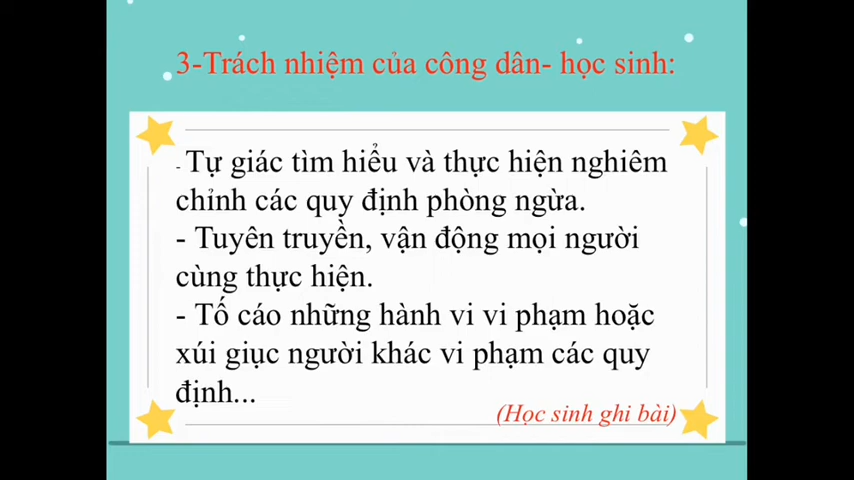 3-Trách nhiệm của công dân- học sinh:
- Tự giác tìm hiểu và thực hiện nghiêm
chỉnh các quy định phòng ngừa.
- Tuyên truyền, vận động mọi người
cùng thực hiện.
- Tố cáo những hành vi vi phạm hoặc
xúi giục người khác vi phạm các quy
định...
(Học sinh ghi bài)